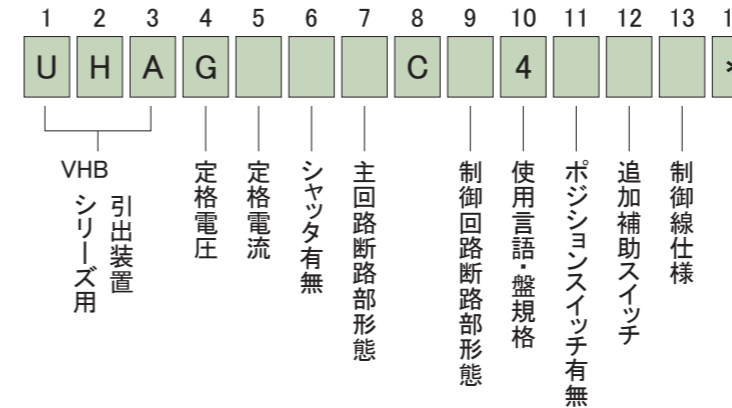 1 2 3 4 5 6 7 8 9 10 11 12 13
U H A G C 4
VHB
シリーズ用
引出装置
定格電圧
定格電流
シャッタ有無
主回路断路部形態
制御回路断路部形態
使用言語・盤規格
ポジションスイッチ有無
追加補助スイッチ
制御線仕様